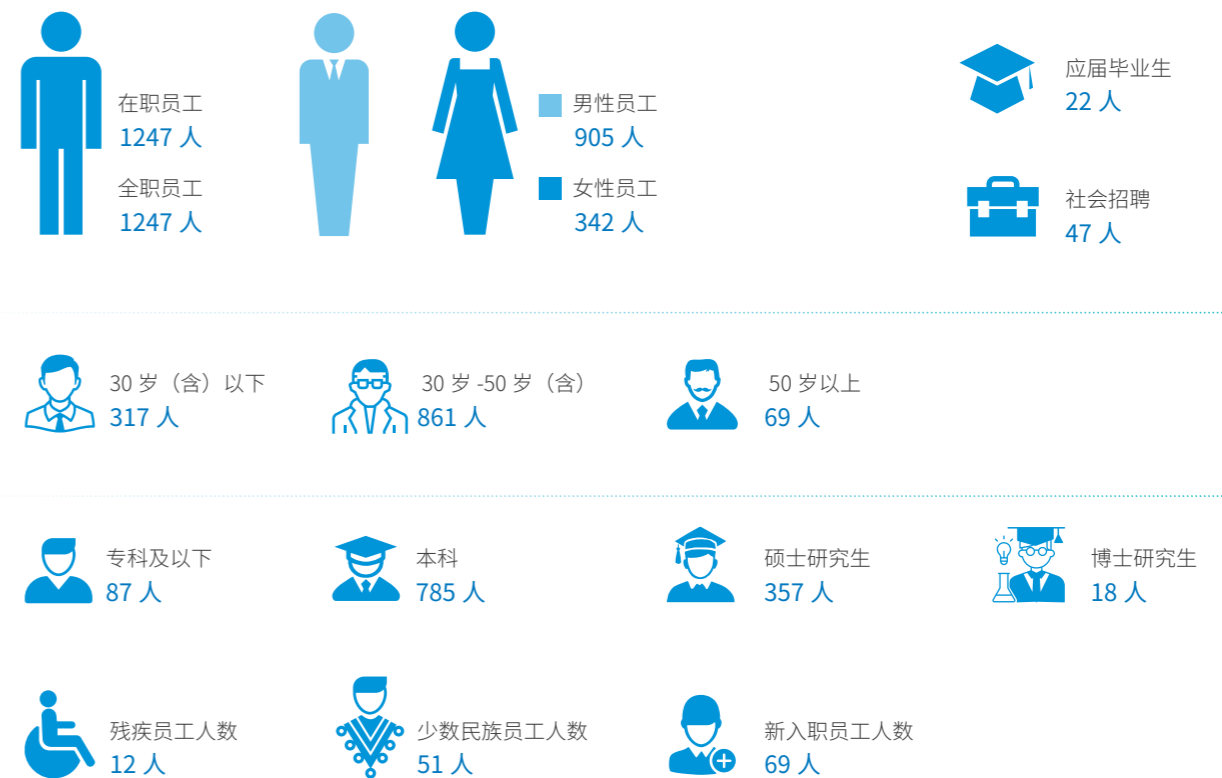 在职员工
1247 人
全职员工
1247 人
男性员工
905 人
女性员工
342 人
应届毕业生
22 人
社会招聘
47 人
30 岁（含）以下
317 人
30 岁 -50 岁（含）
861 人
50 岁以上
69 人
专科及以下
87 人
本科
785 人
硕士研究生
357 人
博士研究生
18 人
残疾员工人数
12 人
少数民族员工人数
51 人
新入职员工人数
69 人